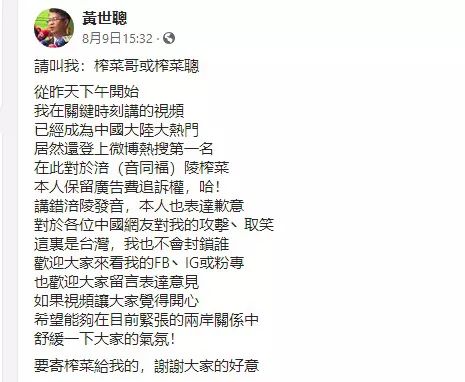 黃世聰
8月9日15:32
請叫我：榨菜哥或榨菜聰
從昨天下午開始
我在關鍵時刻講的視頻
已經成為中國大陸大熱門
居然還登上微博熱搜第一名
在此對於涪（音同福）陵榨菜
本人保留廣告費追訴權，哈！
講錯涪陵發音，本人也表達歉意
對於各位中國網友對我的攻擊、取笑
這裏是台灣，我也不會封鎖誰
歡迎大家來看我的FB、IG或粉專
也歡迎大家留言表達意見
如果視頻讓大家覺得開心
希望能夠在目前緊張的兩岸關係中
舒緩一下大家的氣氛！
要寄榨菜給我的，謝謝大家的好意